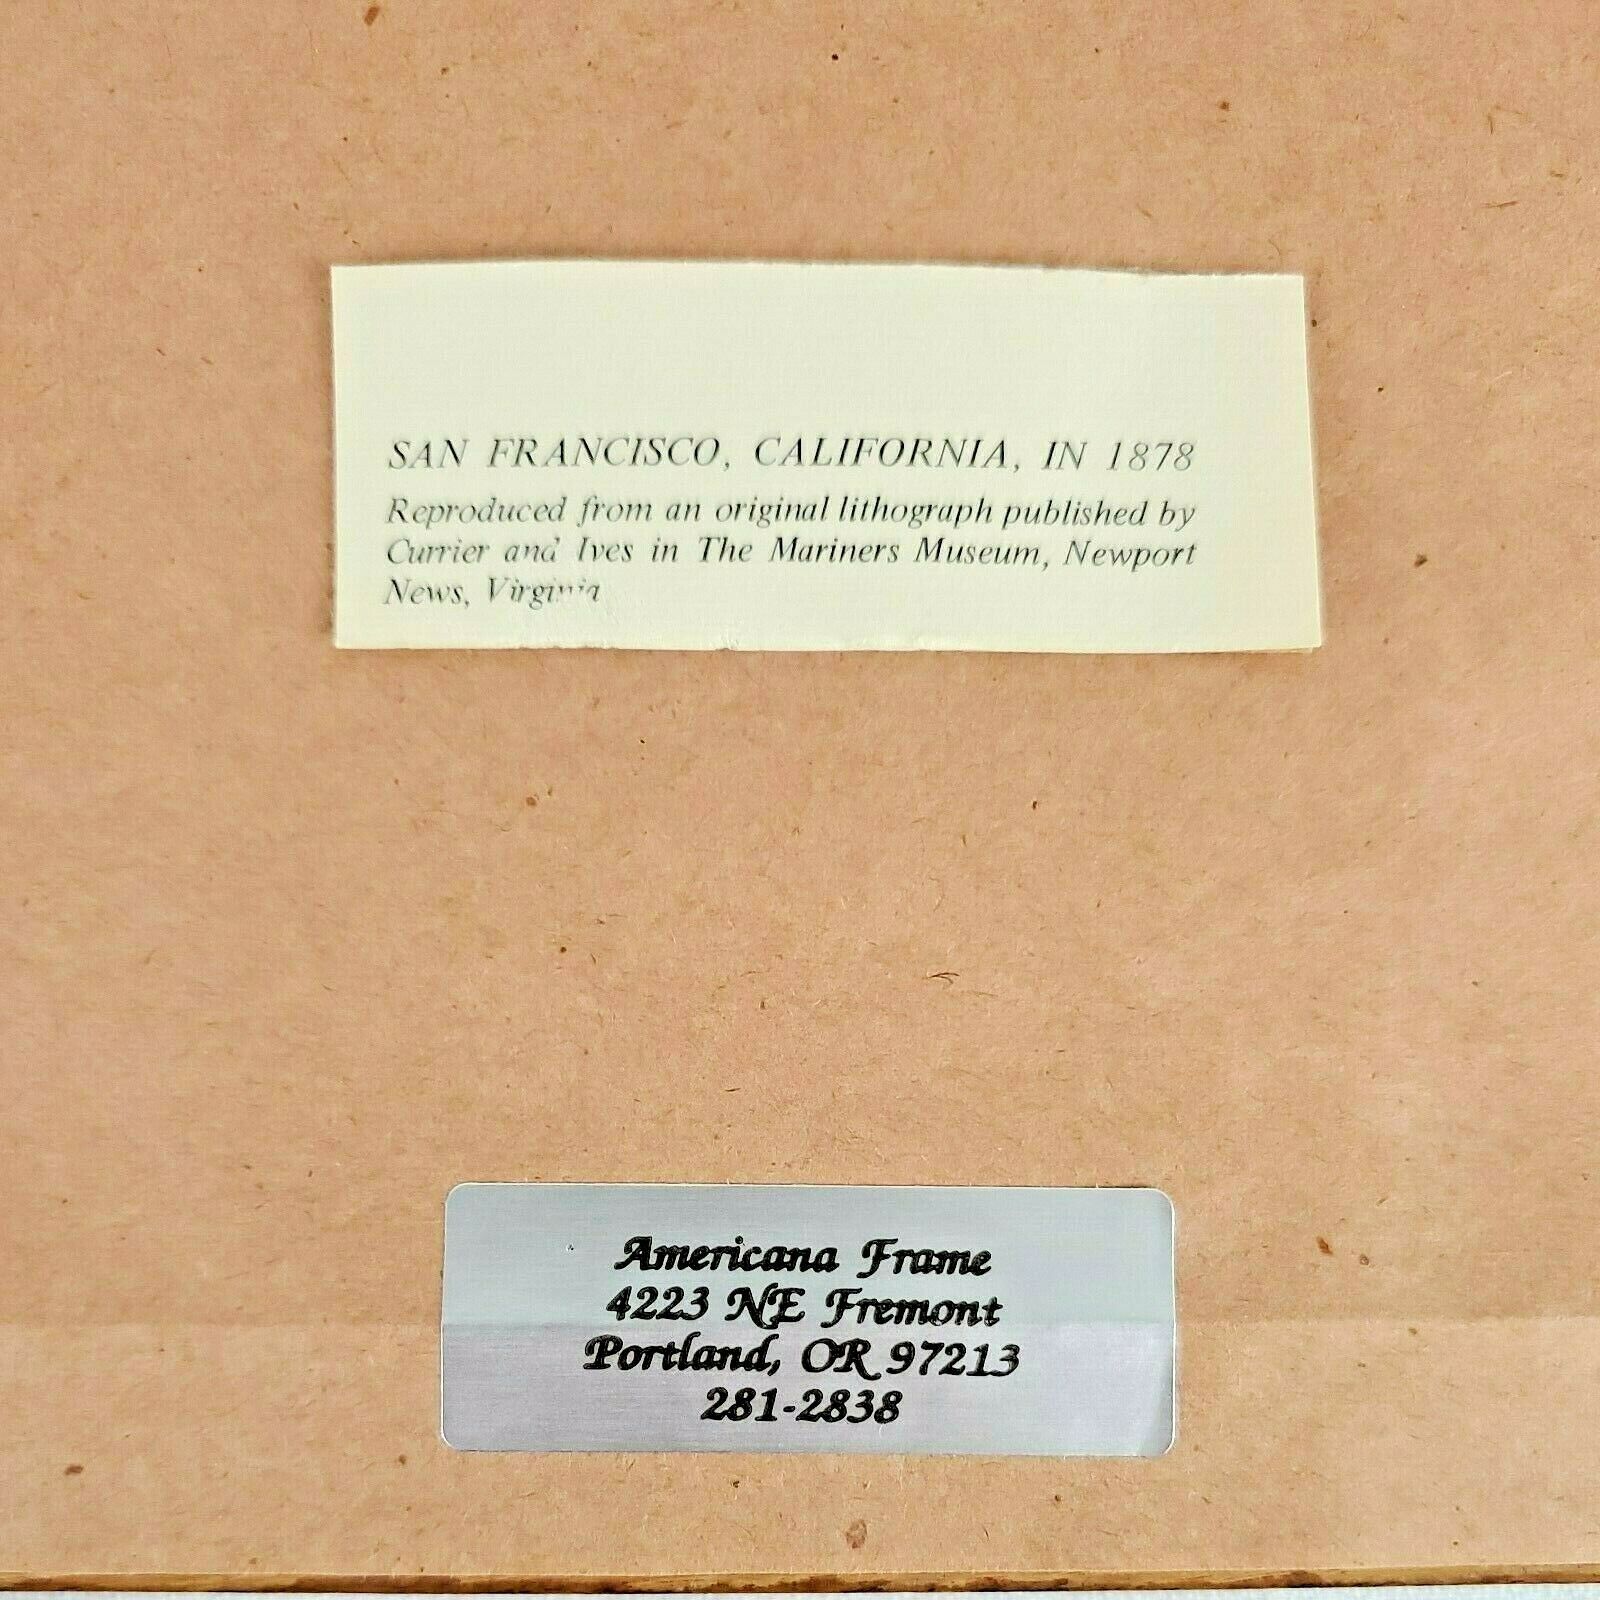 SAN FRANCISCO, CALIFORNIA, IN 1878
Reproduced from an original lithograph published by
Currier and Ives in The Mariners Museum, Newport
News, Virginia
Americana Frame
4223 NE Fremont
Portland, OR 97213
281-2838